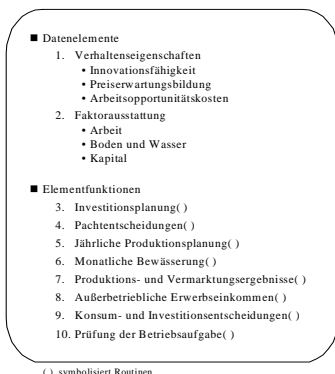 ■ Datenelemente
1. Verhaltenseigenschaften
• Innovationsfähigkeit
• Preiserwartungsbildung
• Arbeitsopportunitätskosten
2. Faktorausstattung
• Arbeit
• Boden und Wasser
• Kapital
■ Elementfunktionen
3. Investitionsplanung( )
4. Pachtentscheidungen( )
5. Jährliche Produktionsplanung( )
6. Monatliche Bewässerung( )
7. Produktions- und Vermarktungsergebnisse( )
8. Außerbetriebliche Erwerbseinkommen( )
9. Konsum- und Investitionsentscheidungen( )
10. Prüfung der Betriebsaufgabe( )
( ) symbolisiert Routinen